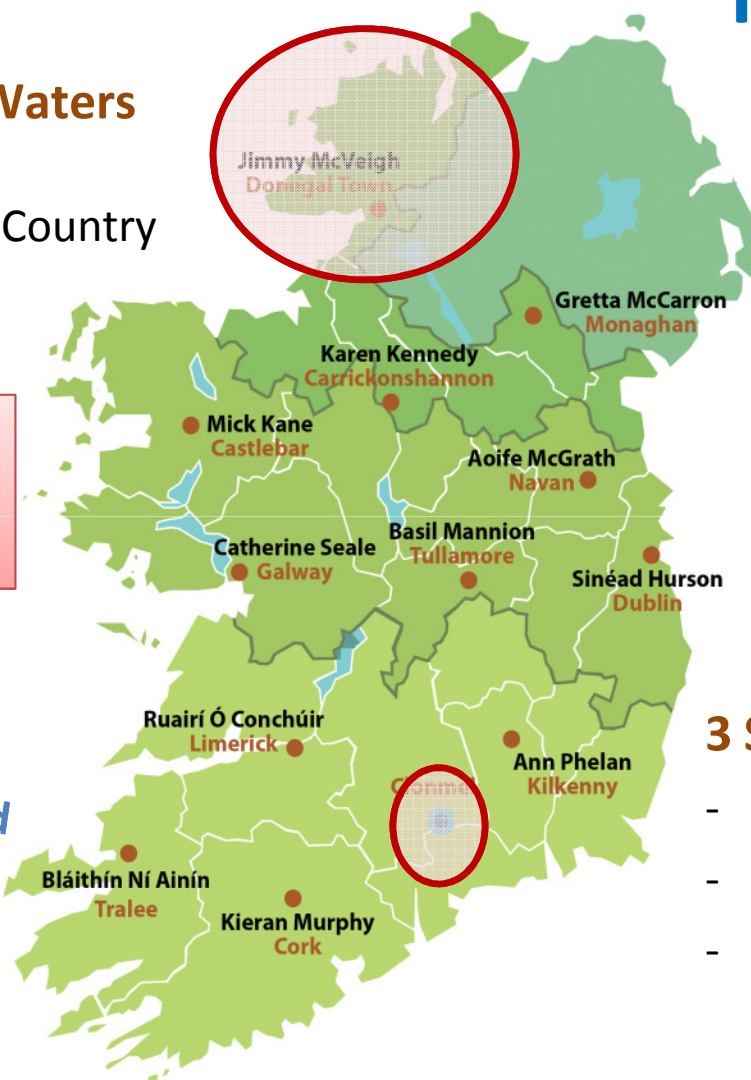 Waters
Country
Jimmy McVeigh
Donegal Town
Gretta McCarron
Monaghan
Karen Kennedy
Carrickonshannon
Mick Kane
Castlebar
Aoife McGrath
Navan
Basil Mannion
Tullamore
Catherine Seale
Galway
Sinéad Hurson
Dublin
Ruairí Ó Conchúir
Limerick
3 S
Ann Phelan
Kilkenny
Clonmel
d
-
Bláithín Ní Ainín
Tralee
-
Kieran Murphy
Cork
-